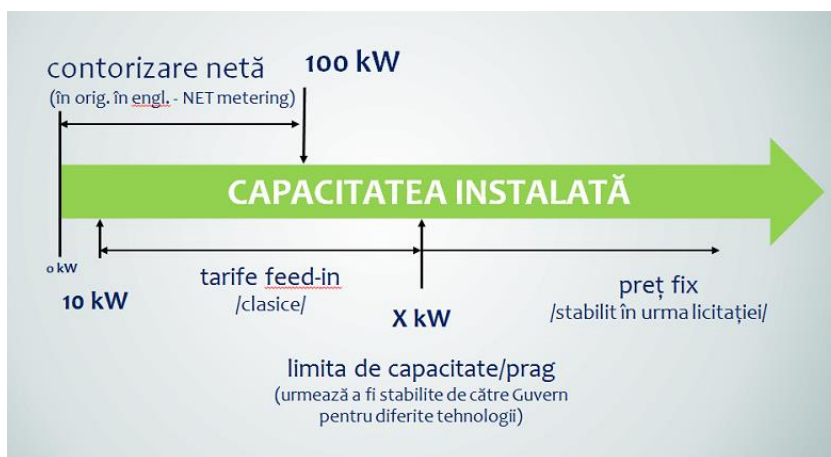 contorizare netă
(în orig. în engl. - NET metering)
100 kW
CAPACITATEA INSTALATĂ
0 kW
10 kW
tarife feed-in
/clasice/
X kW
preț fix
/stabilit în urma licitației/
limita de capacitate/prag
(urmează a fi stabilite de către Guvern
pentru diferite tehnologii)